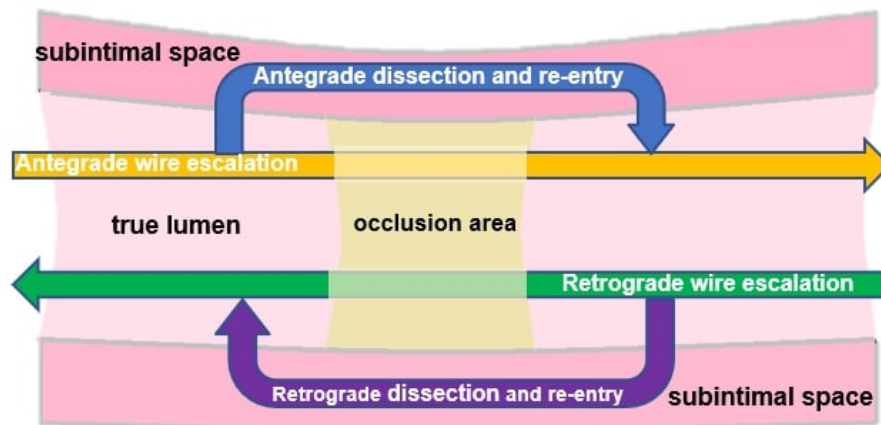 subintimal space
Antegrade dissection and re-entry
Antegrade wire escalation
true lumen
occlusion area
Retrograde wire escalation
Retrograde dissection and re-entry
subintimal space